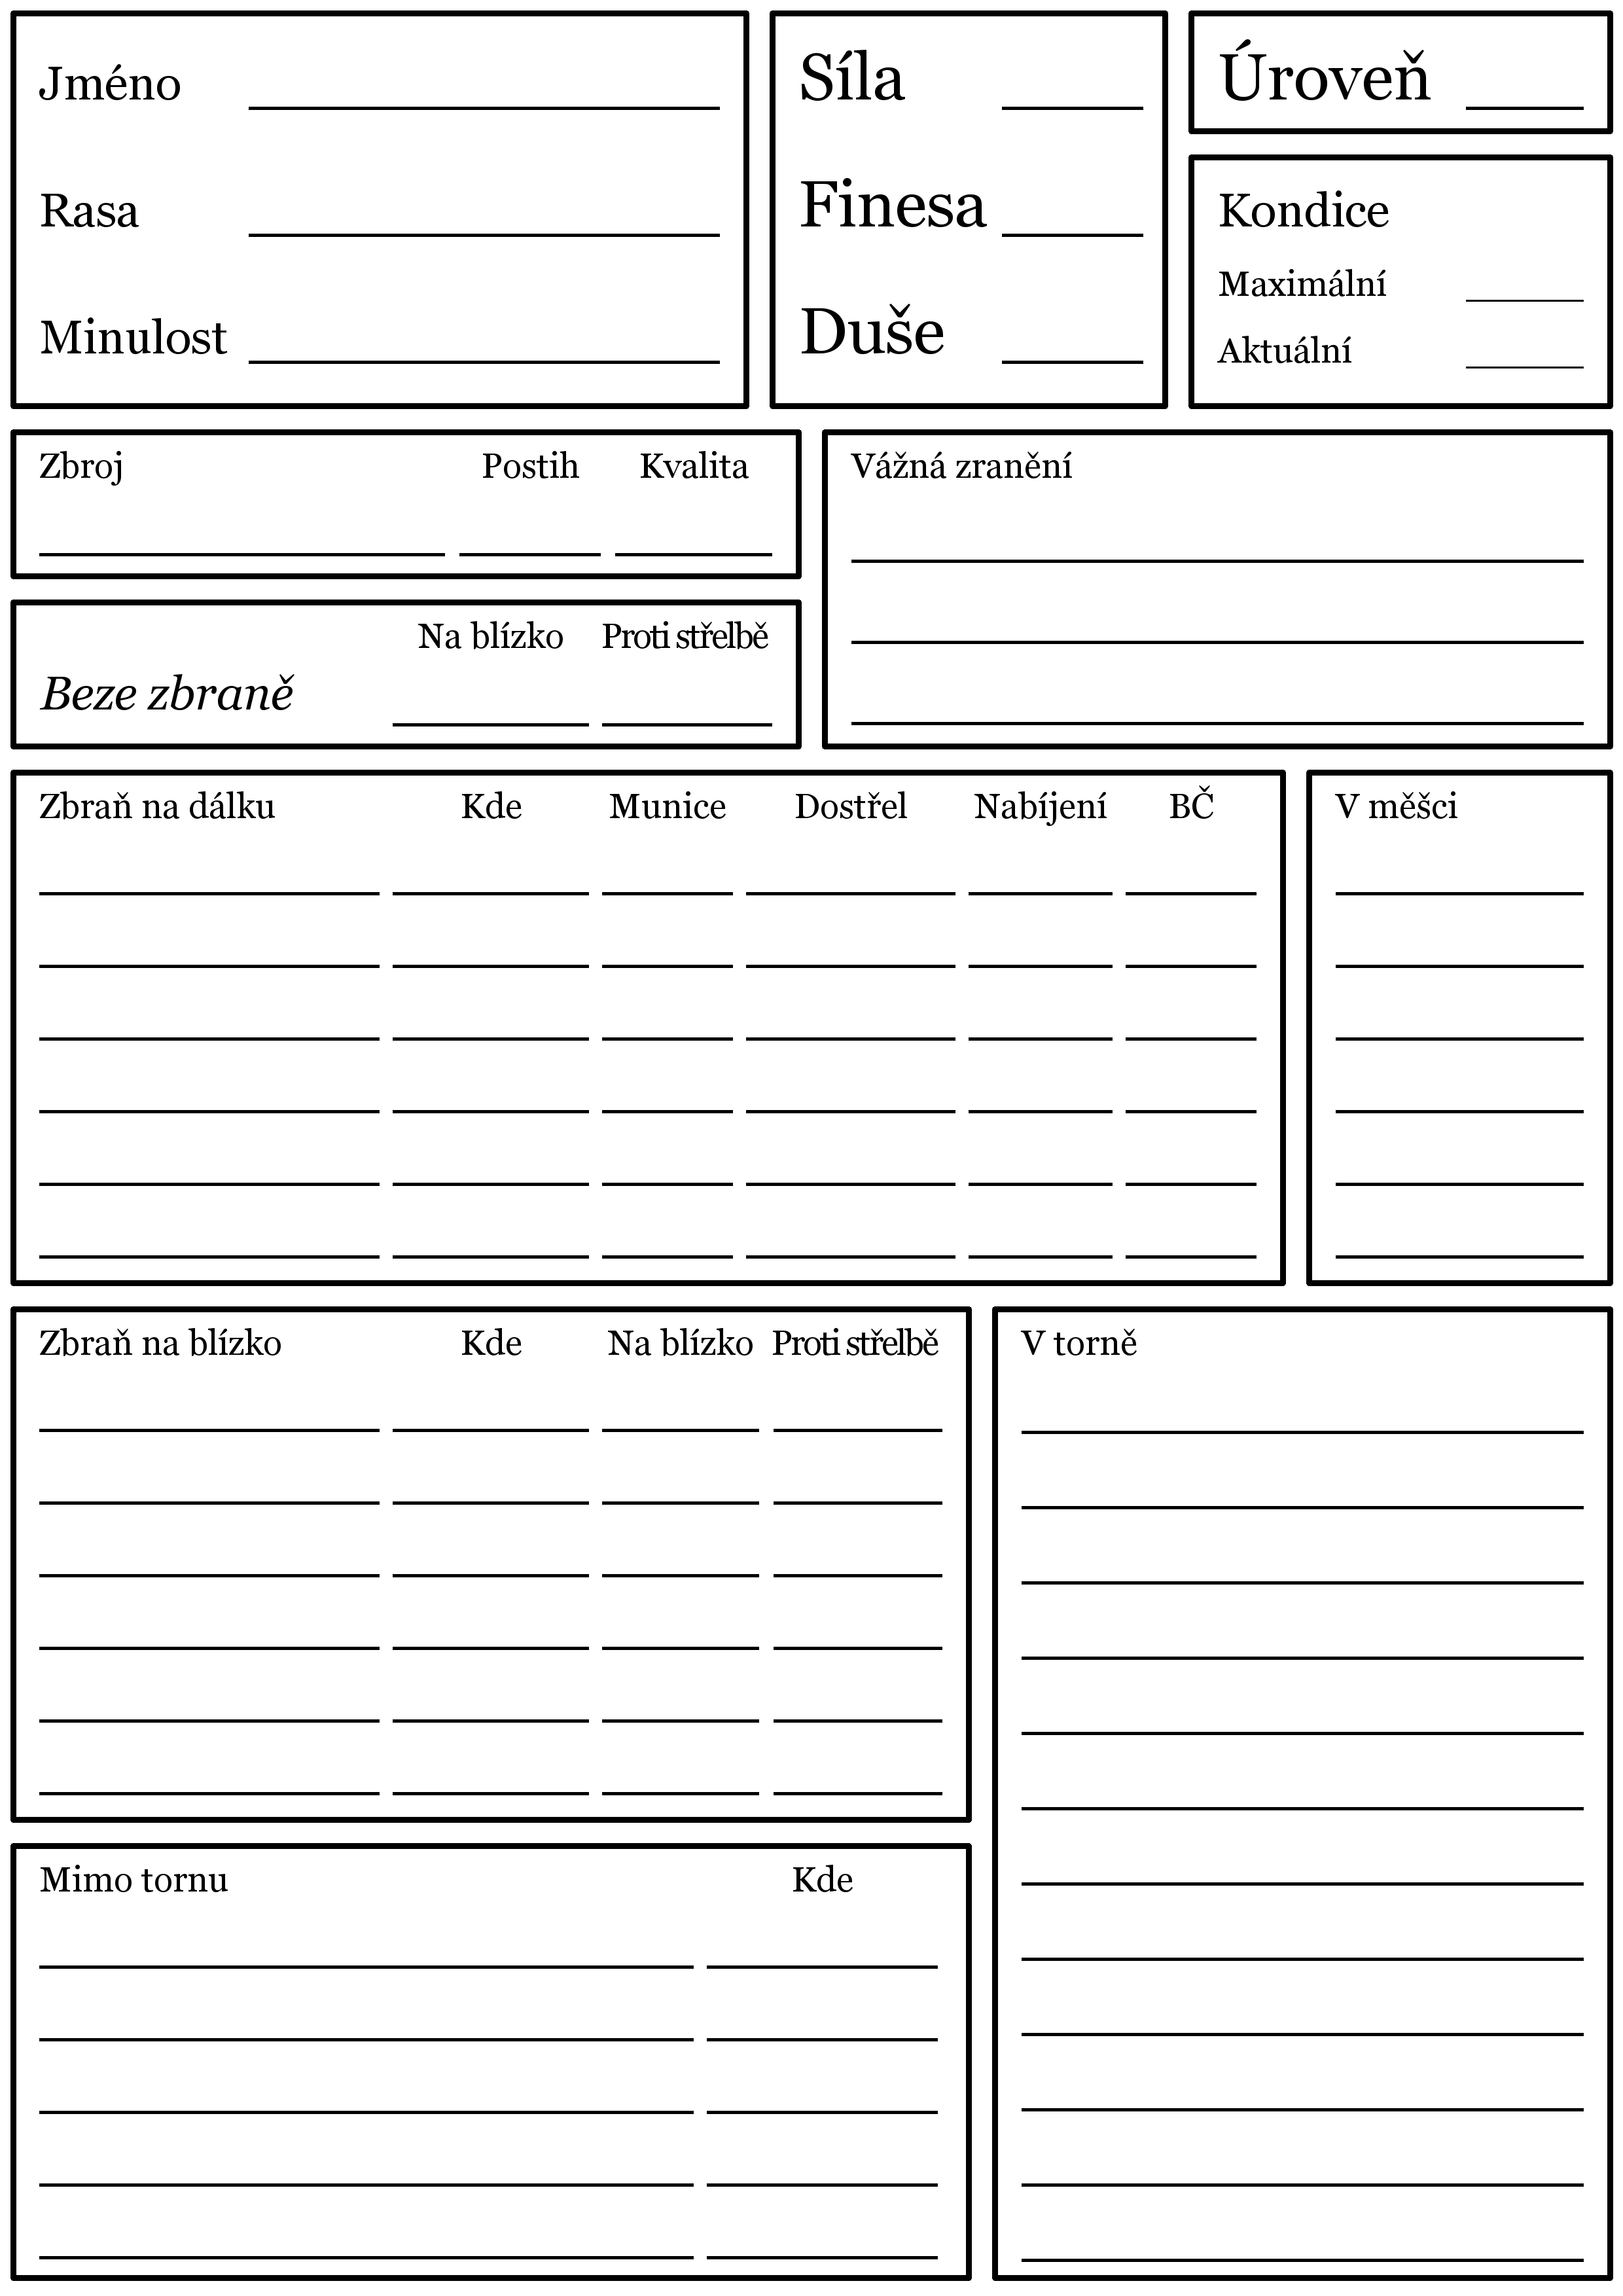 Jméno
Rasa
Minulost
Síla
Finesa
Duše
Úroveň
Kondice
Maximální
Aktuální
Zbroj Postih Kvalita
Vážná zranění
Na blízko Proti střelbě
Beze zbraně
Zbraň na dálku Kde Munice Dostřel Nabíjení BČ
V měšci
Zbraň na blízko Kde Na blízko Proti střelbě
V torně
Mimo tornu Kde